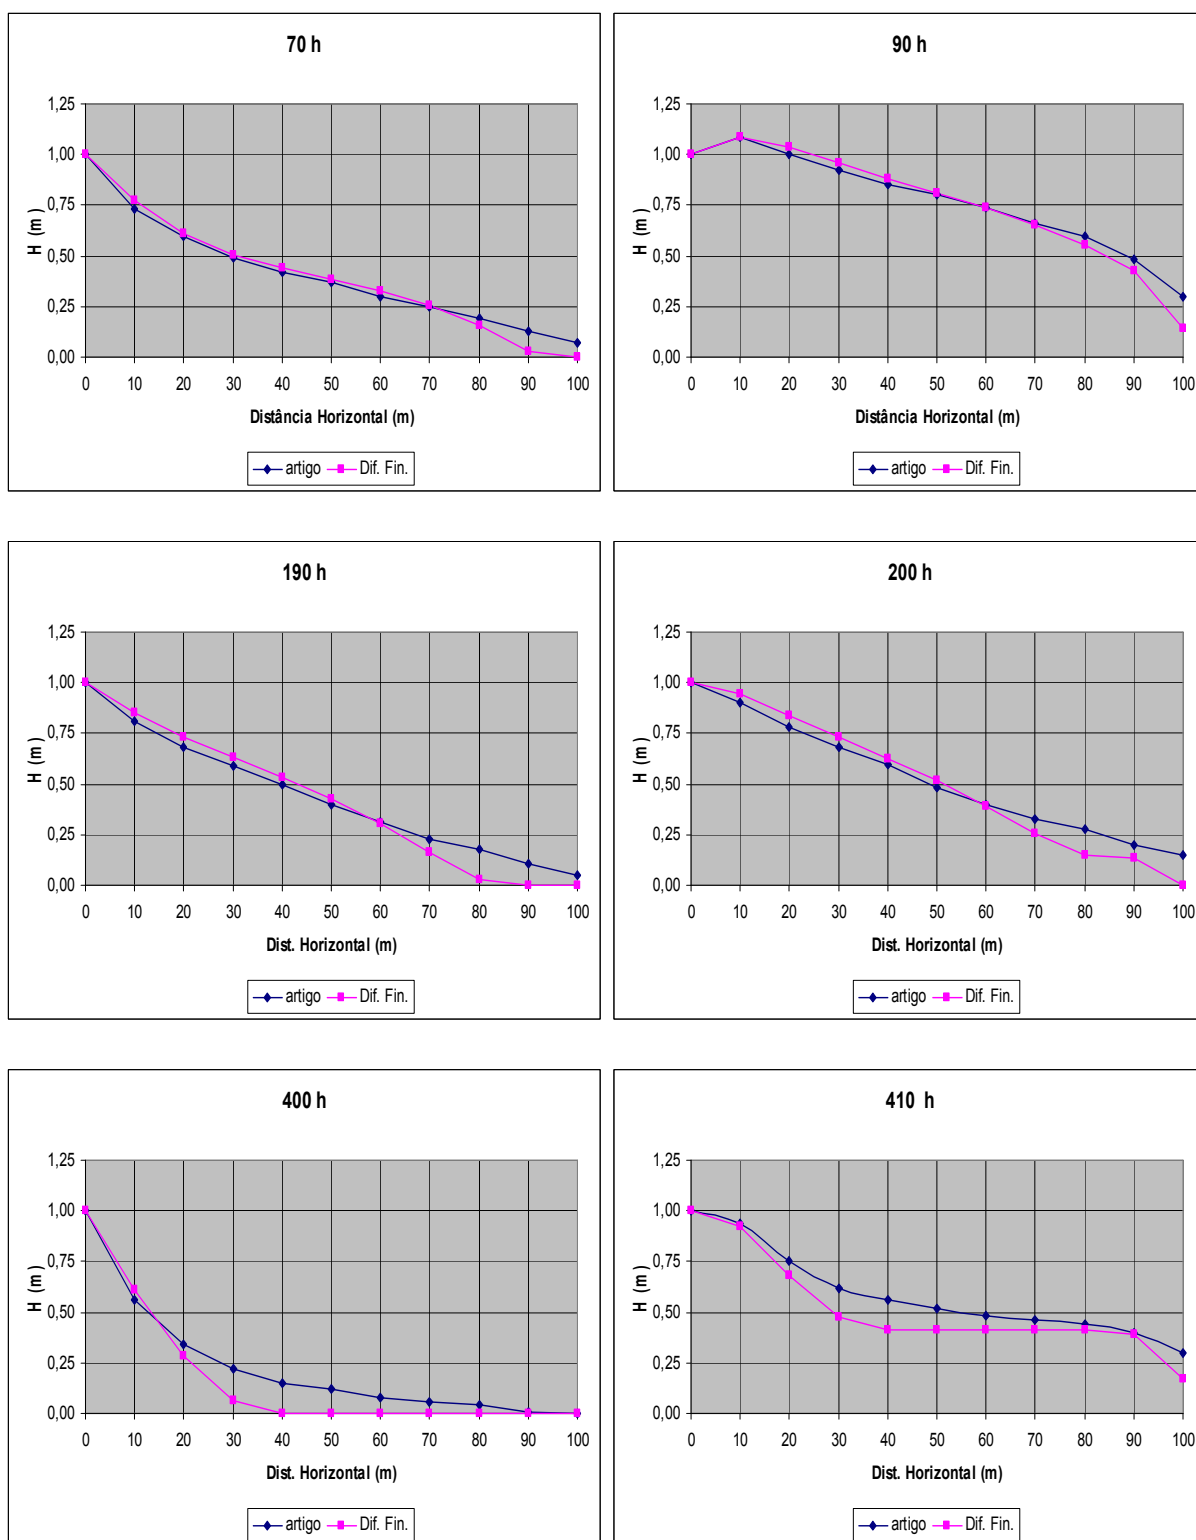 70 h
1,25
1,00
0,75
0,50
0,25
0,00
H (m)
0 10 20 30 40 50 60 70 80 90 100
Distância Horizontal (m)
artigo Dif. Fin.
90 h
1,25
1,00
0,75
0,50
0,25
0,00
H (m)
0 10 20 30 40 50 60 70 80 90 100
Distância Horizontal (m)
artigo Dif. Fin.
190 h
1,25
1,00
0,75
0,50
0,25
0,00
H (m)
0 10 20 30 40 50 60 70 80 90 100
Dist. Horizontal (m)
artigo Dif. Fin.
200 h
1,25
1,00
0,75
0,50
0,25
0,00
H (m)
0 10 20 30 40 50 60 70 80 90 100
Dist. Horizontal (m)
artigo Dif. Fin.
400 h
1,25
1,00
0,75
0,50
0,25
0,00
H (m)
0 10 20 30 40 50 60 70 80 90 100
Dist. Horizontal (m)
artigo Dif. Fin.
410 h
1,25
1,00
0,75
0,50
0,25
0,00
H (m)
0 10 20 30 40 50 60 70 80 90 100
Dist. Horizontal (m)
artigo Dif. Fin.